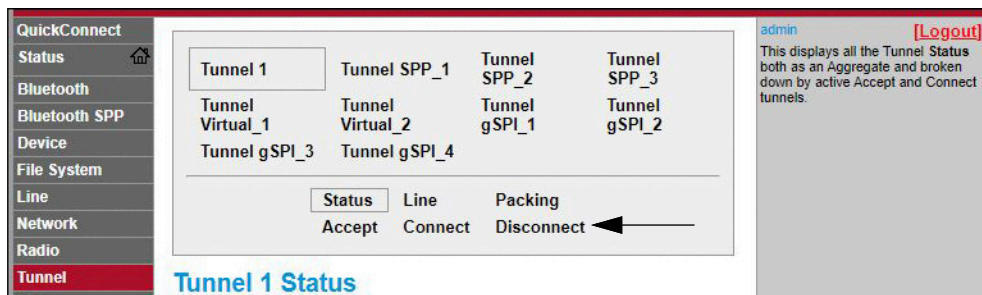 QuickConnect
Status
Bluetooth
Bluetooth SPP
Device
File System
Line
Network
Radio
Tunnel
Tunnel 1
Tunnel SPP_1
Tunnel SPP_2
Tunnel SPP_3
Tunnel Virtual_1
Tunnel Virtual_2
Tunnel gSPI_1
Tunnel gSPI_2
Tunnel gSPI_3
Tunnel gSPI_4
Status Line Packing
Accept Connect Disconnect
Tunnel 1 Status
admin [Logout]
This displays all the Tunnel Status
both as an Aggregate and broken
down by active Accept and Connect
tunnels.